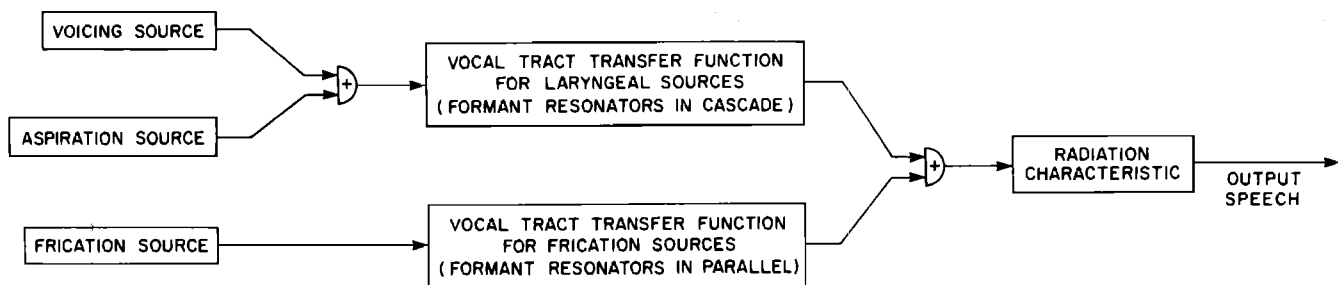 VOICING SOURCE
ASPIRATION SOURCE
+
VOCAL TRACT TRANSFER FUNCTION
FOR LARYNGEAL SOURCES
(FORMANT RESONATORS IN CASCADE)
FRICATION SOURCE
VOCAL TRACT TRANSFER FUNCTION
FOR FRICATION SOURCES
(FORMANT RESONATORS IN PARALLEL)
+
RADIATION
CHARACTERISTIC
OUTPUT
SPEECH